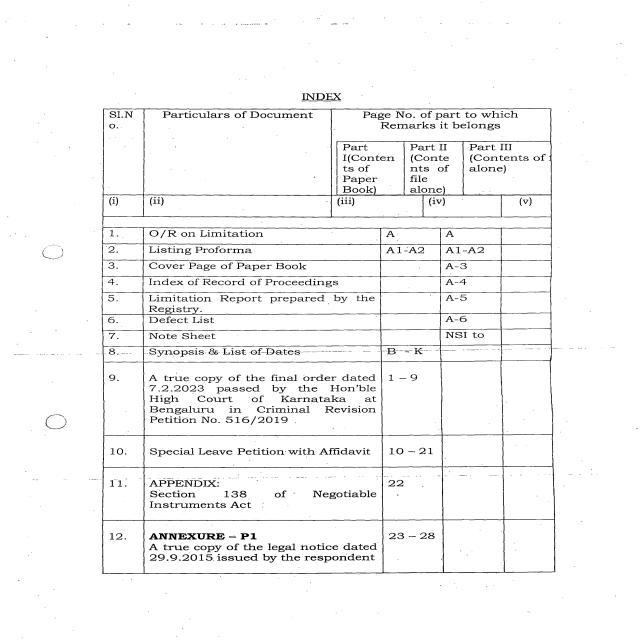 INDEX
Sl.N
o.
Particulars of Document
Page No. of part to which
Remarks it belongs
Part
I(Conten
ts of
Paper
Book)
Part II
(Conte
nts of
file
alone)
Part III
(Contents of
alone)
(i) (ii) (iii) (iv) (v)
1. O/R on Limitation A A
2. Listing Proforma A1-A2 A1-A2
3. Cover Page of Paper Book A-3
4. Index of Record of Proceedings A-4
5. Limitation Report prepared by the A-5
Registry.
6. Defect List A-6
7. Note Sheet NSI to
8. Synopsis & List of Dates B – K
9. A true copy of the final order dated 1 – 9
7.2.2023 passed by the Hon'ble
High Court of Karnataka at
Bengaluru in Criminal Revision
Petition No. 516/2019
10. Special Leave Petition with Affidavit 10 – 21
11. APPENDIX: 22
Section 138 of Negotiable
Instruments Act
12. ANNEXURE – P1 23 – 28
A true copy of the legal notice dated
29.9.2015 issued by the respondent